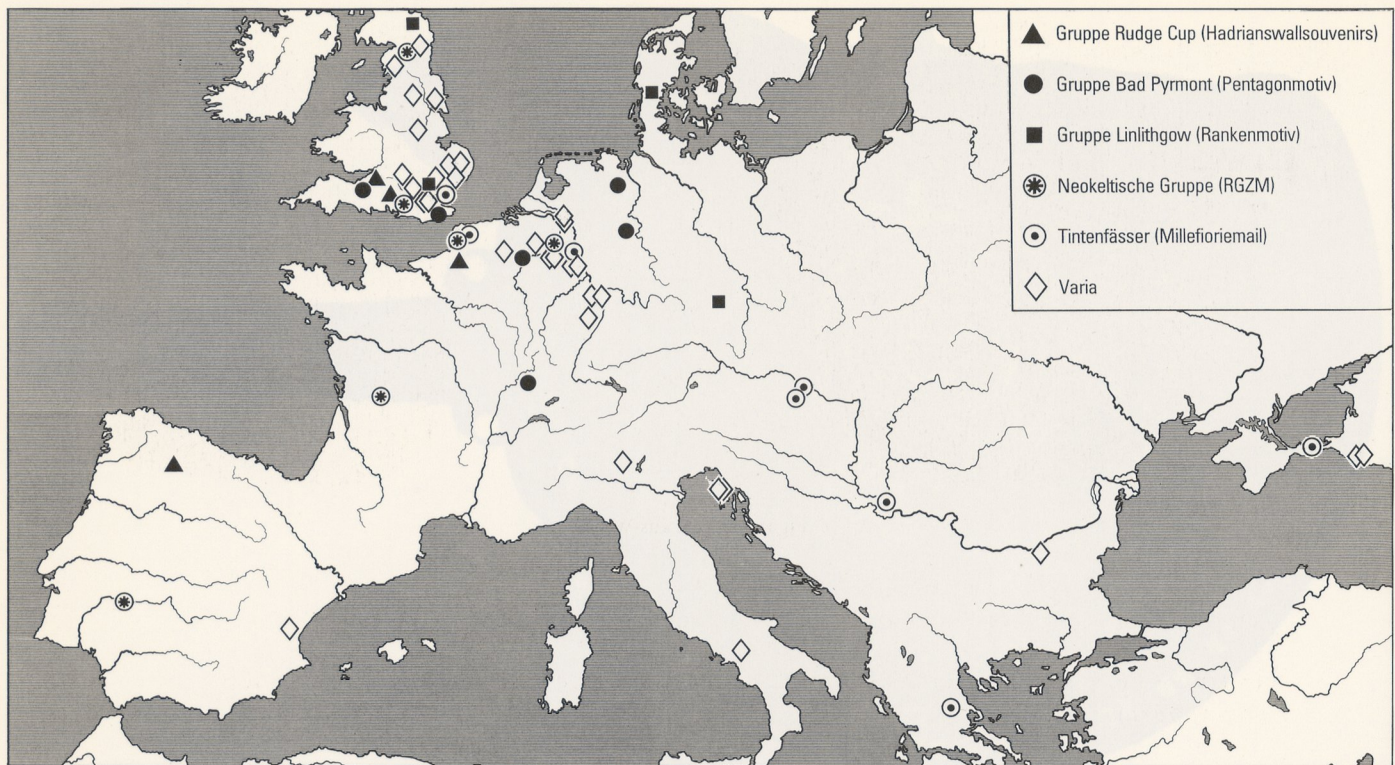 Gruppe Rudge Cup (Hadrianswallsouvenirs)
Gruppe Bad Pyrmont (Pentagonmotiv)
Gruppe Linlithgow (Rankenmotiv)
Neokeltische Gruppe (RGZM)
Tintenfässer (Millefioriemail)
Varia